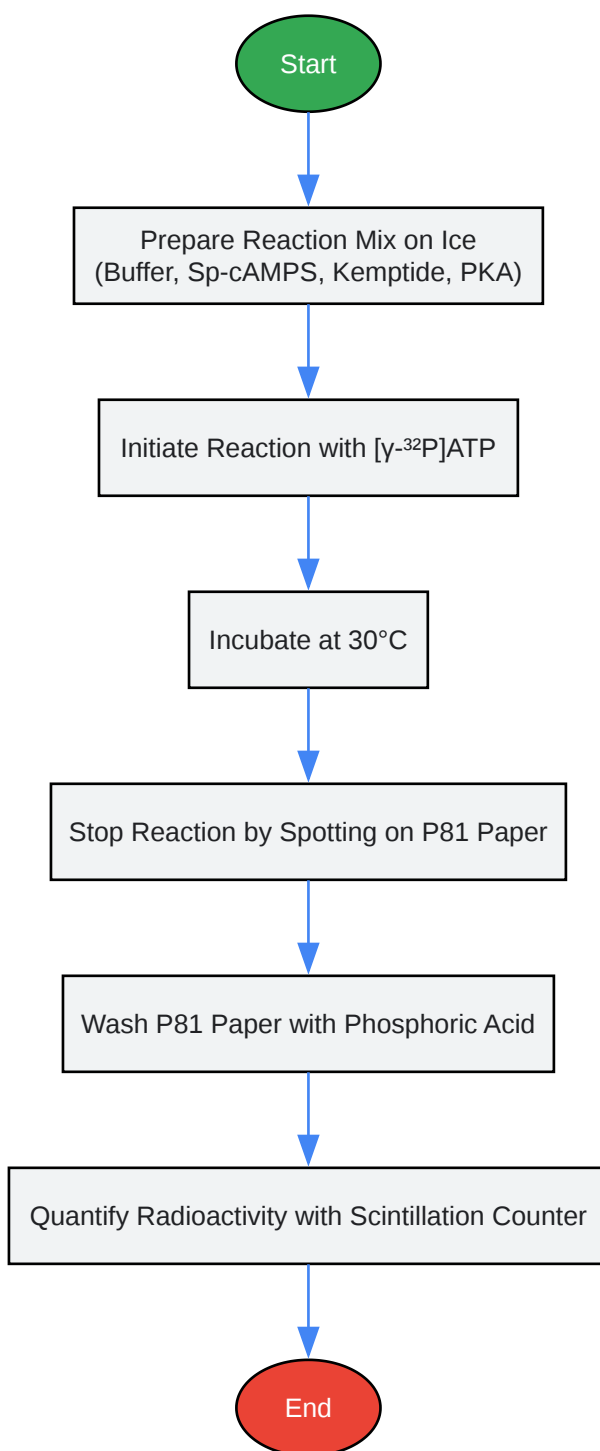 Start
Prepare Reaction Mix on Ice
(Buffer, Sp-cAMPS, Kemptide, PKA)
Initiate Reaction with [γ-³²P]ATP
Incubate at 30°C
Stop Reaction by Spotting on P81 Paper
Wash P81 Paper with Phosphoric Acid
Quantify Radioactivity with Scintillation Counter
End